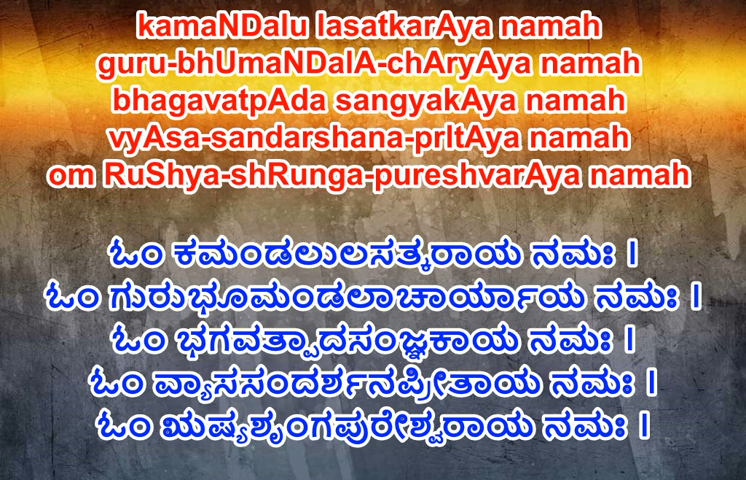 kamaNDalu lasatkarAya namah
guru-bhUmaNDalA-chAryAya namah
bhagavatpAda sangyakAya namah
vyAsa-sandarshana-prItAya namah
om RuShya-shRunga-pureshvarAya namah
ಓಂ ಕಮಂಡಲುಲಸತ್ಕರಾಯ ನಮಃ ।
ಓಂ ಗುರುಭೂಮಂಡಲಾಚಾರ್ಯಾಯ ನಮಃ ।
ಓಂ ಭಗವತ್ಪಾದಸಂಜ್ಞಕಾಯ ನಮಃ ।
ಓಂ ವ್ಯಾಸಸಂದರ್ಶನಪ್ರೀತಾಯ ನಮಃ ।
ಓಂ ಋಷ್ಯಶೃಂಗಪುರೇಶ್ವರಾಯ ನಮಃ ।